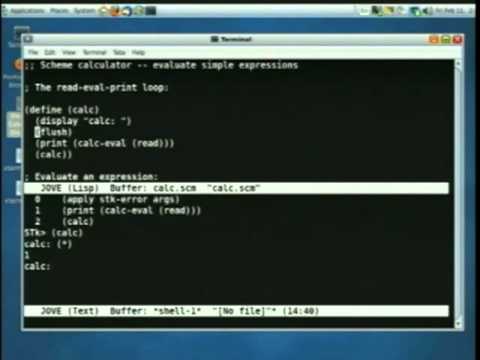 Applications Places System
Fri Feb 11, 2
Terminal
File Edit View Terminal Tabs Help
;; Scheme calculator -- evaluate simple expressions
; The read-eval-print loop:
(define (calc)
(display "calc: ")
(flush)
(print (calc-eval (read)))
(calc))
; Evaluate an expression:
JOVE (Lisp) Buffer: calc.scm "calc.scm"
0 (apply stk-error args)
1 (print (calc-eval (read)))
2 (calc)
STk> (calc)
calc: (*)
1
calc:
JOVE (Text) Buffer: *shell-1* "[No file]"* (14:40)